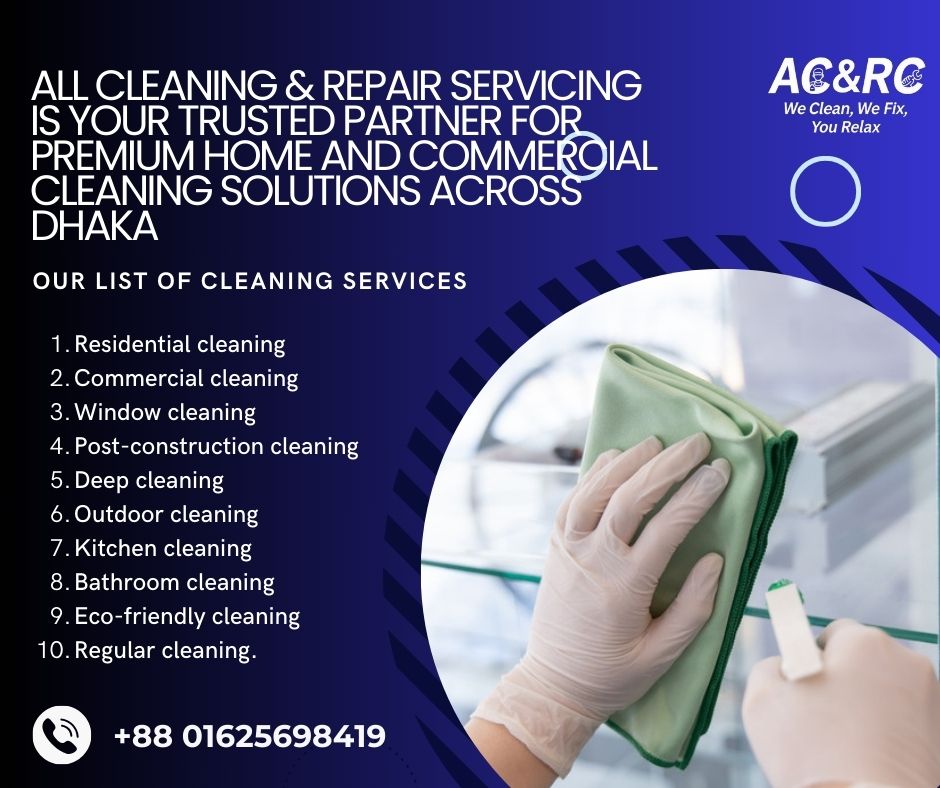 ALL CLEANING & REPAIR SERVICING
IS YOUR TRUSTED PARTNER FOR
PREMIUM HOME AND COMMERCIAL
CLEANING SOLUTIONS ACROSS
DHAKA
AC&RC
We Clean, We Fix,
You Relax
OUR LIST OF CLEANING SERVICES
1. Residential cleaning
2. Commercial cleaning
3. Window cleaning
4. Post-construction cleaning
5. Deep cleaning
6. Outdoor cleaning
7. Kitchen cleaning
8. Bathroom cleaning
9. Eco-friendly cleaning
10. Regular cleaning.
+88 01625698419